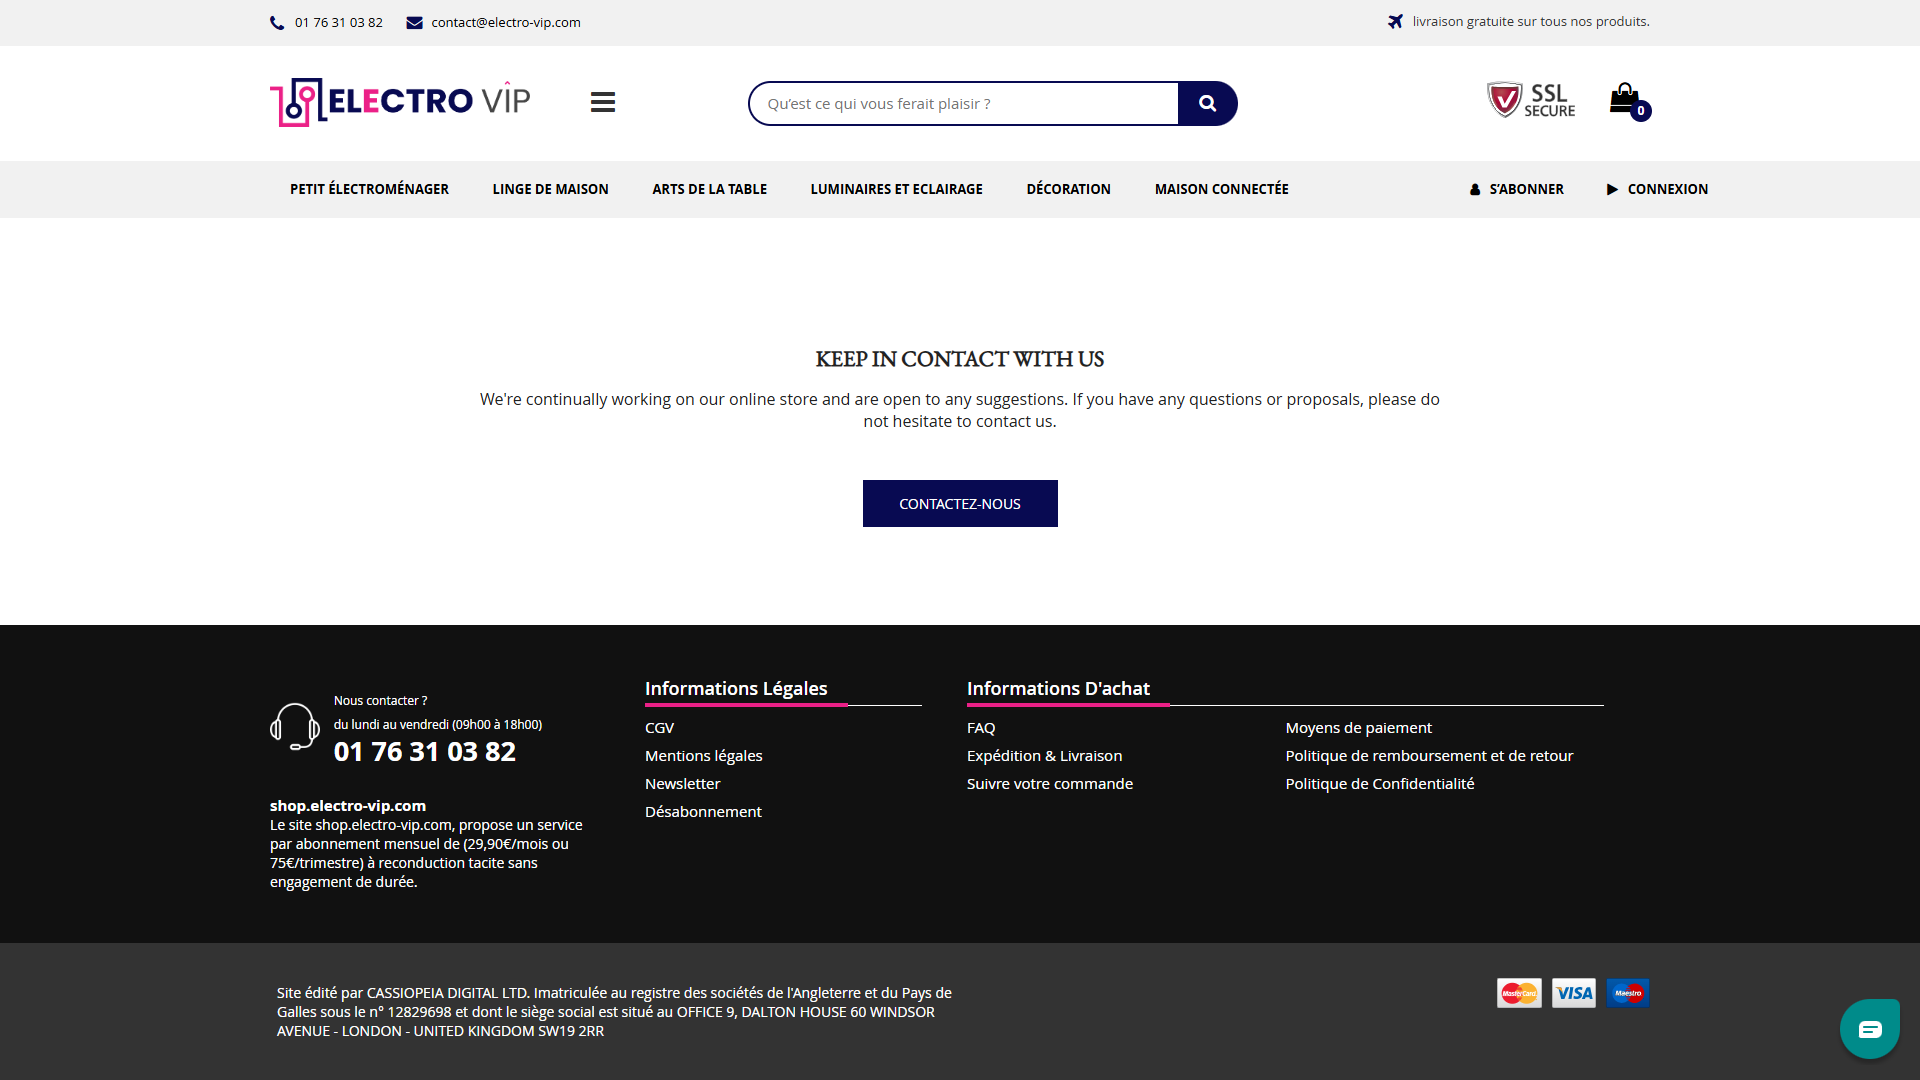 01 76 31 03 82
contact@electro-vip.com
livraison gratuite sur tous nos produits.
ELECTRO VIP
Qu'est ce qui vous ferait plaisir ?
SSL
SECURE
0
PETIT ÉLECTROMÉNAGER
LINGE DE MAISON
ARTS DE LA TABLE
LUMINAIRES ET ECLAIRAGE
DÉCORATION
MAISON CONNECTÉE
S'ABONNER
CONNEXION
KEEP IN CONTACT WITH US
We're continually working on our online store and are open to any suggestions. If you have any questions or proposals, please do
not hesitate to contact us.
CONTACTEZ-NOUS
Nous contacter ?
du lundi au vendredi (09h00 à 18h00)
01 76 31 03 82
shop.electro-vip.com
Le site shop.electro-vip.com, propose un service
par abonnement mensuel de (29,90€/mois ou
75€/trimestre) à reconduction tacite sans
engagement de durée.
Informations Légales
CGV
Mentions légales
Newsletter
Désabonnement
Informations D'achat
FAQ
Expédition & Livraison
Suivre votre commande
Moyens de paiement
Politique de remboursement et de retour
Politique de Confidentialité
Site édité par CASSIOPEIA DIGITAL LTD. Imatriculée au registre des sociétés de l'Angleterre et du Pays de
Galles sous le n° 12829698 et dont le siège social est situé au OFFICE 9, DALTON HOUSE 60 WINDSOR
AVENUE - LONDON - UNITED KINGDOM SW19 2RR
MasterCard
VISA
Maestro